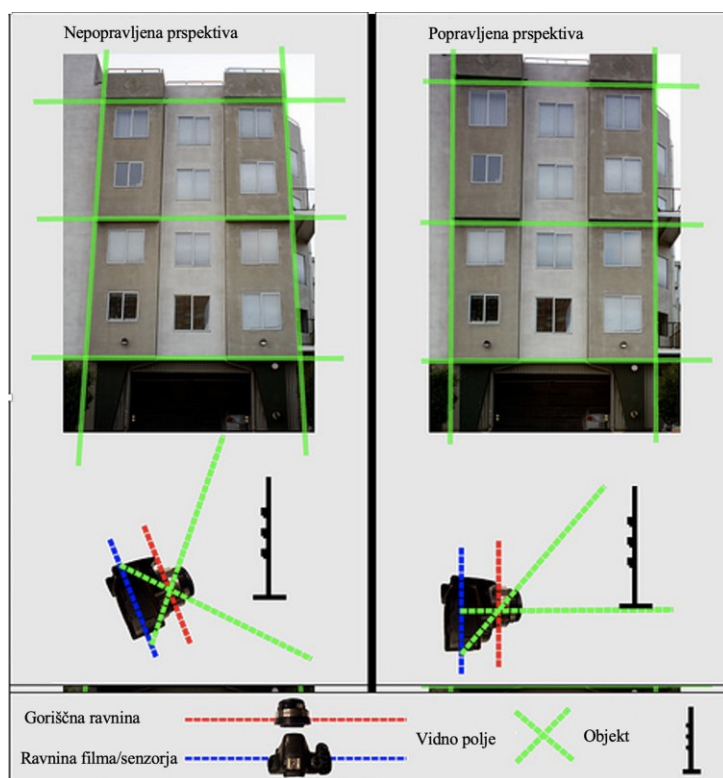 Nepopravljena prspektiva
Popravljena prspektiva
Goriščna ravnina
Ravnina filma/senzorja
Vidno polje
Objekt